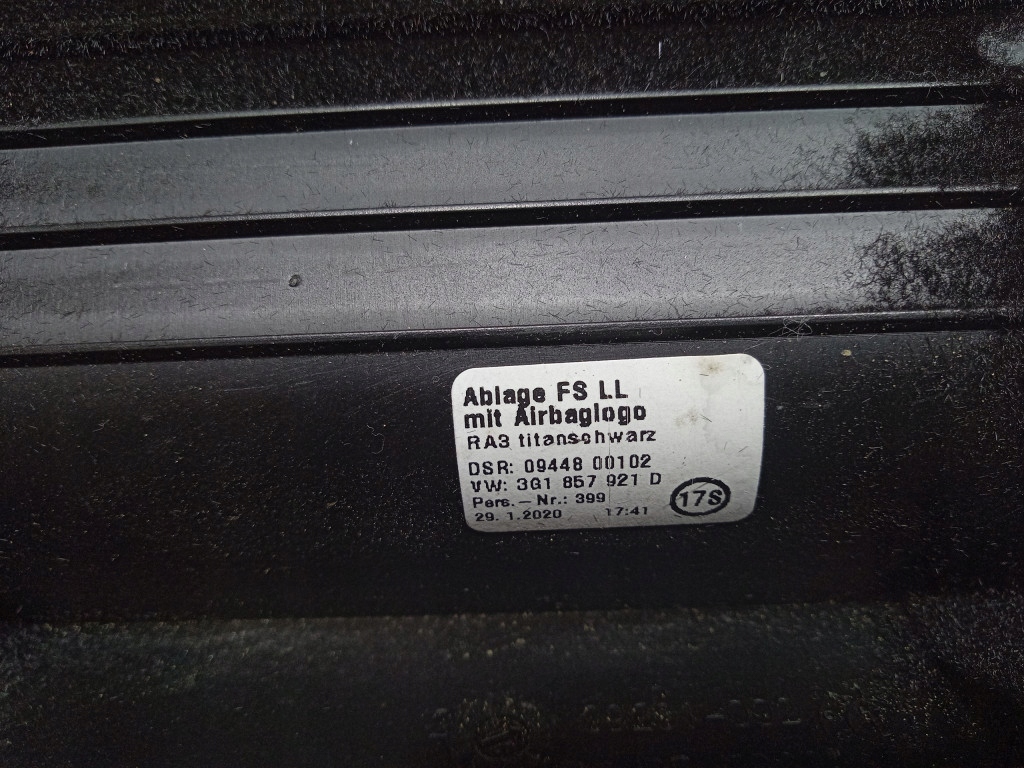 Ablage FS LL
mit Airbaglogo
RA3 titanschwarz
DSR: 09448 00102
VW: 3G1 857 921 D
Pers.-Nr.: 399
17S
29. 1.2020 17:41